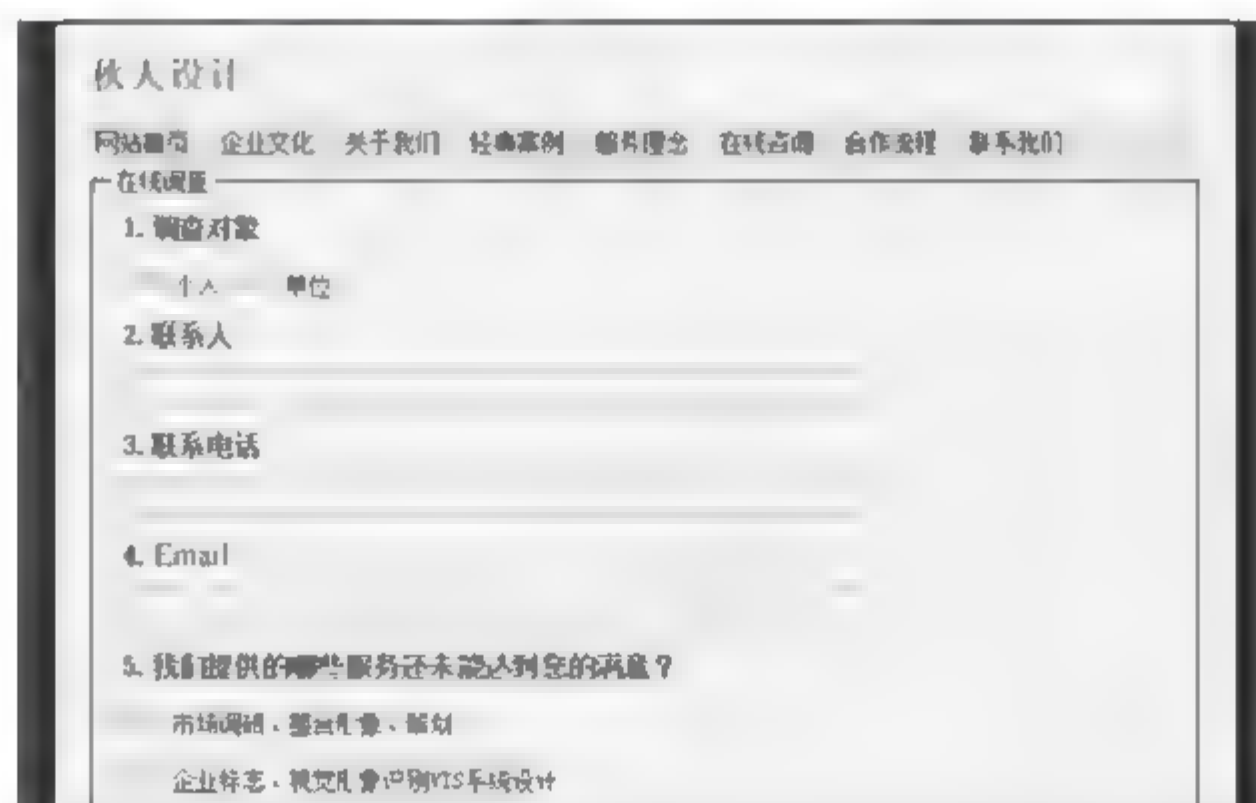 伙人设计
网站首页 企业文化 关于我们 经典案例 服务理念 在线咨询 合作流程 联系我们
在线调查
1. 调查对象
个人 单位
2. 联系人
3. 联系电话
4. Email
5. 我们提供的哪些服务还未能达到您的满意？
市场调研、整合形象、策划
企业标志、视觉形象识别VIS系统设计